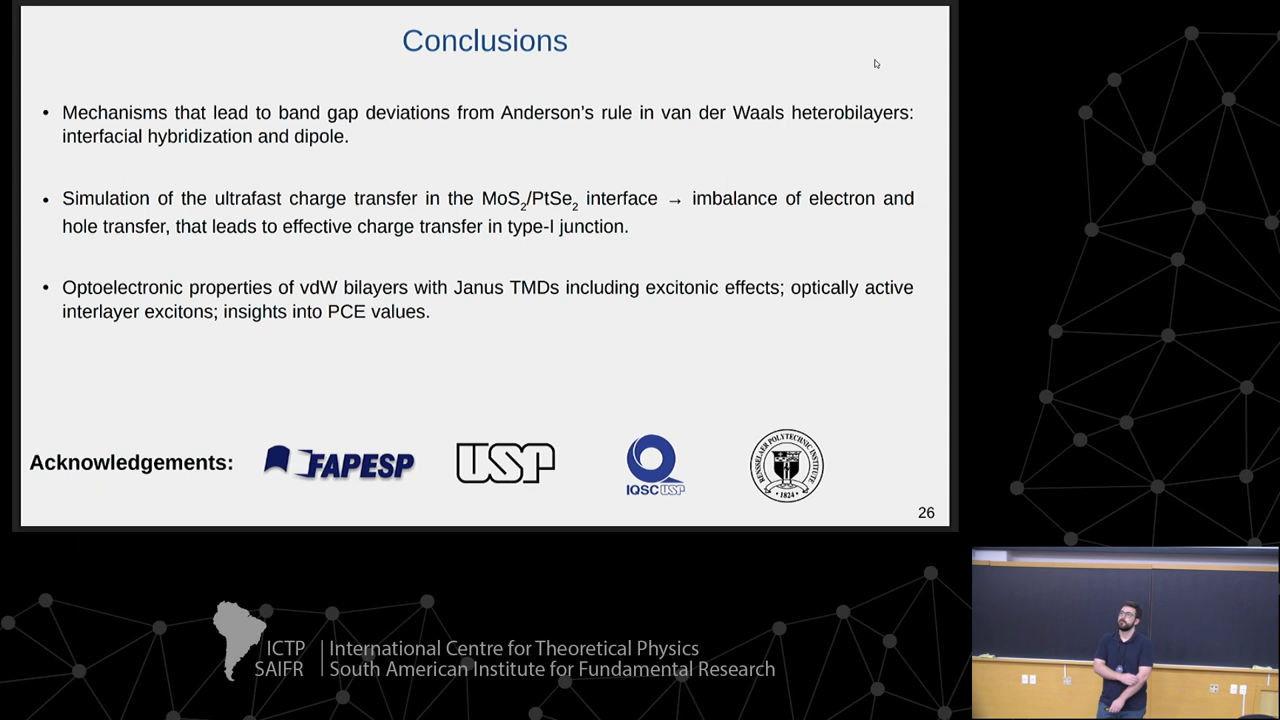 Conclusions
• Mechanisms that lead to band gap deviations from Anderson's rule in van der Waals heterobilayers:
interfacial hybridization and dipole.
• Simulation of the ultrafast charge transfer in the MoS2/PtSe2 interface → imbalance of electron and
hole transfer, that leads to effective charge transfer in type-I junction.
• Optoelectronic properties of vdW bilayers with Janus TMDs including excitonic effects; optically active
interlayer excitons; insights into PCE values.
Acknowledgements:
FAPESP
USP
IQSC USP
RENSSELAER POLYTECHNIC INSTITUTE
1824
26
ICTP
SAIFR
International Centre for Theoretical Physics
South American Institute for Fundamental Research